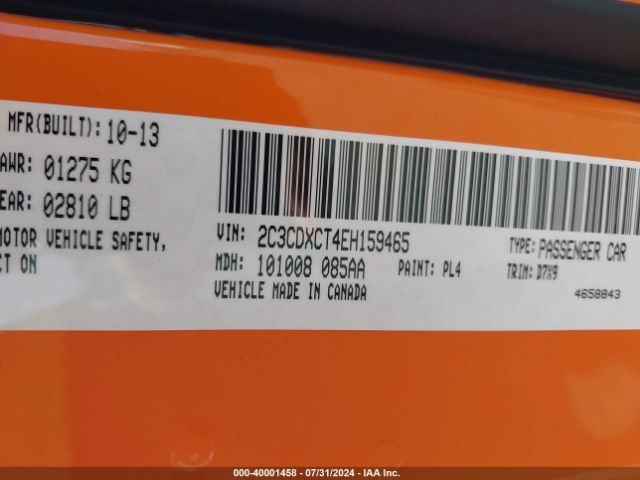 MFR(BUILT): 10-13
AWR: 01275 KG
EAR: 02810 LB
MOTOR VEHICLE SAFETY,
CT ON
VIN: 2C3CDXCT4EH159465
TYPE: PASSENGER CAR
MDH: 101008 085AA
PAINT: PL4
TRIM: D7X9
VEHICLE MADE IN CANADA
4658843
000-40001458 - 07/31/2024 - IAA Inc.